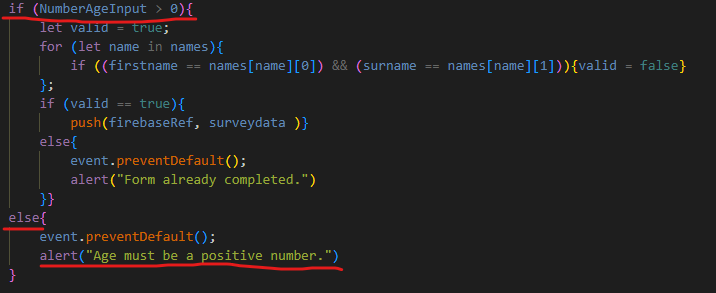 if (NumberAgeInput > 0){
let valid = true;
for (let name in names){
if ((firstname == names[name][0]) && (surname == names[name][1])){valid = false}
};
if (valid == true){
push(firebaseRef, surveydata )}
else{
event.preventDefault();
alert("Form already completed.")
}}
else{
event.preventDefault();
alert("Age must be a positive number.")
}